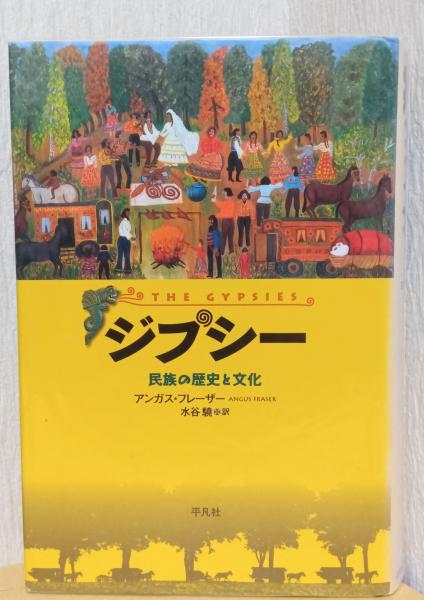 THE GYPSIES
ジプシー
民族の歴史と文化
アンガス・フレーザー ANGUS FRASER
水谷 驍 訳
平凡社